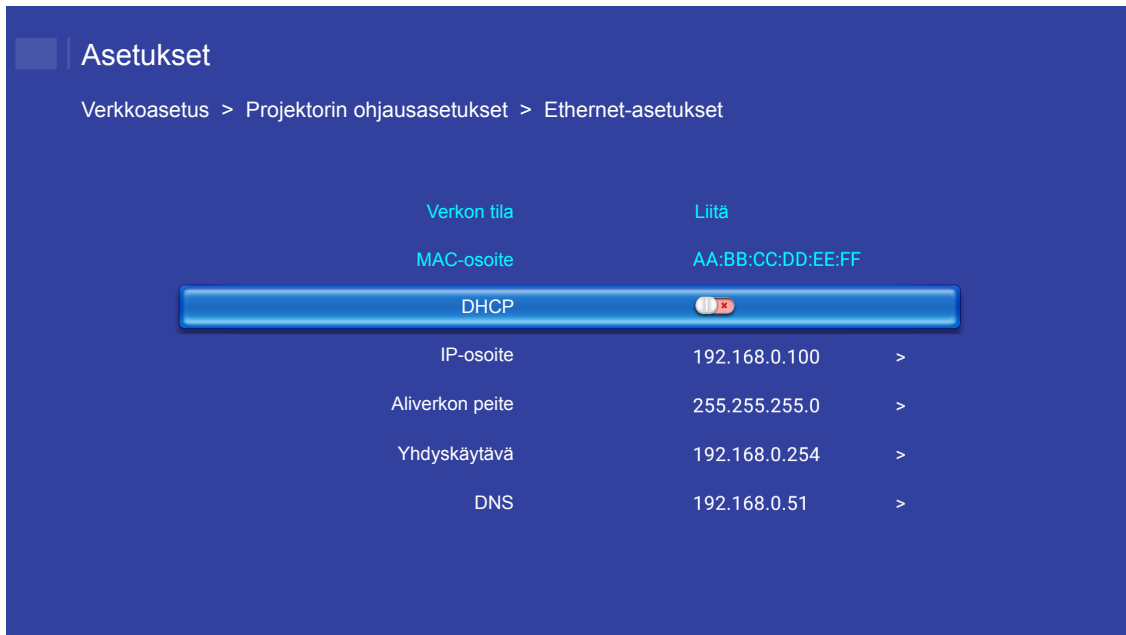 Asetukset
Verkkoasetus > Projektorin ohjausasetukset > Ethernet-asetukset
Verkon tila Liitä
MAC-osoite AA:BB:CC:DD:EE:FF
DHCP
IP-osoite 192.168.0.100 >
Aliverkon peite 255.255.255.0 >
Yhdyskäytävä 192.168.0.254 >
DNS 192.168.0.51 >